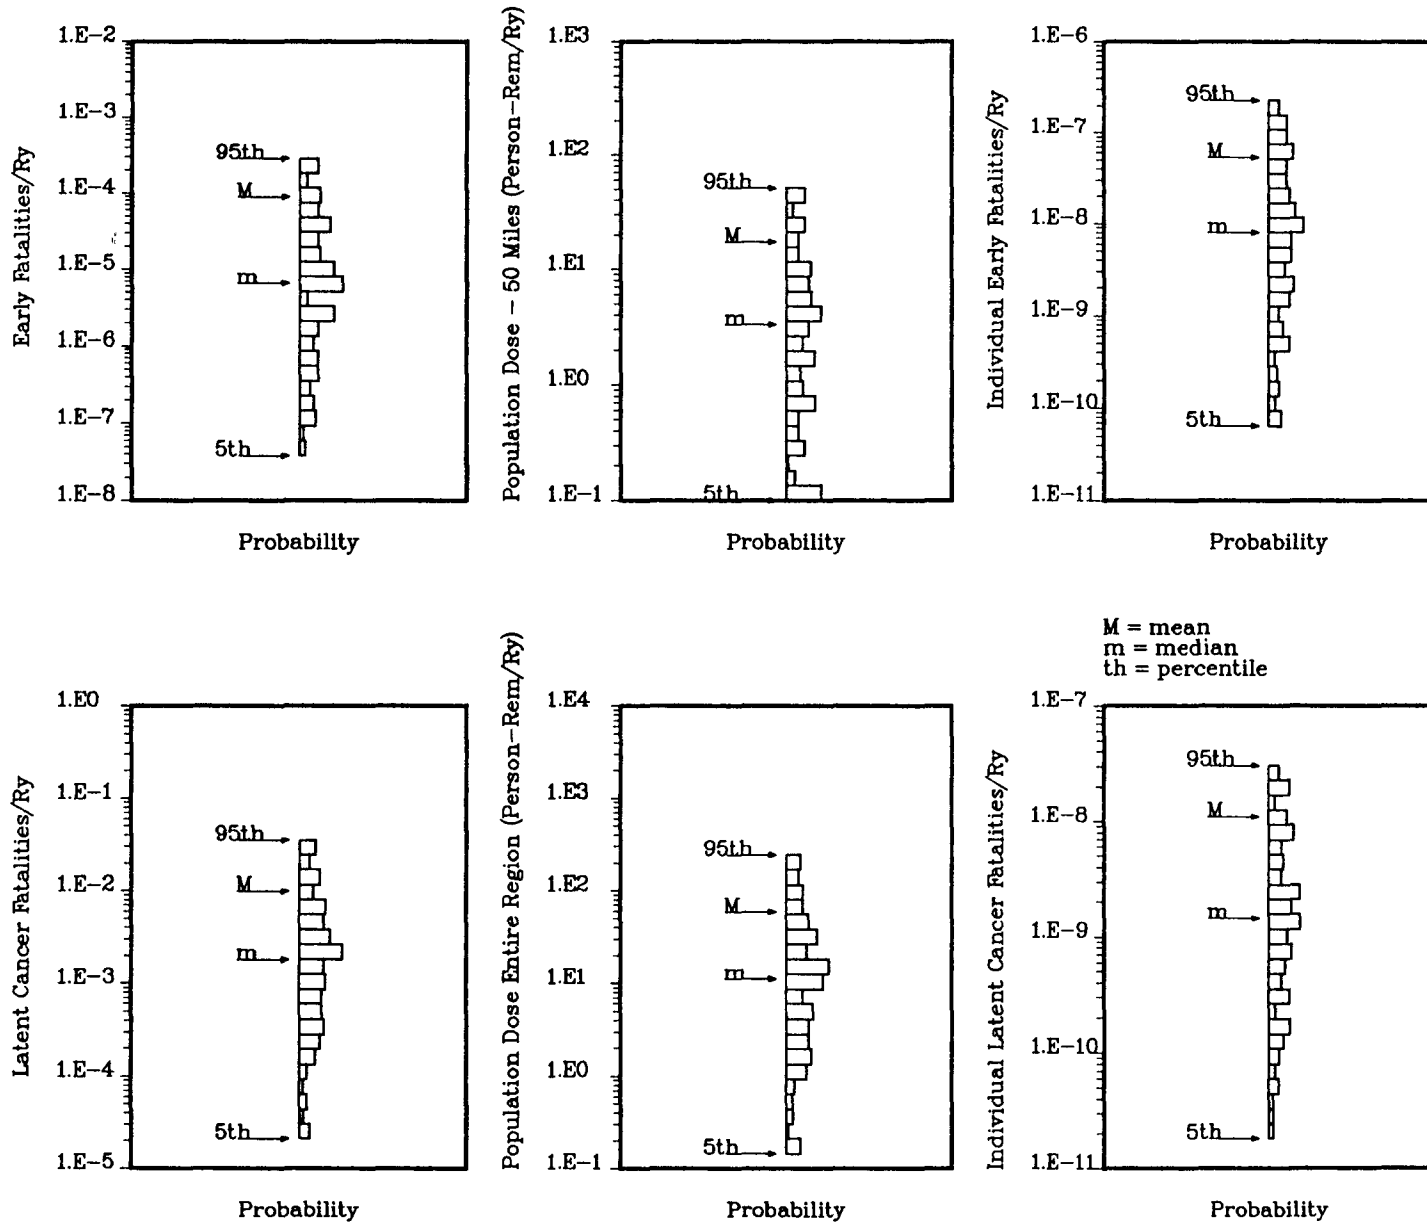 Early Fatalities/Ry
1.E-2
1.E-3
1.E-4
1.E-5
1.E-6
1.E-7
1.E-8
95th
M
m
5th
Probability
Population Dose - 50 Miles (Person-Rem/Ry)
1.E3
1.E2
1.E1
1.E0
1.E-1
95th
M
m
5th
Probability
Individual Early Fatalities/Ry
1.E-6
1.E-7
1.E-8
1.E-9
1.E-10
1.E-11
95th
M
m
5th
Probability
M = mean
m = median
th = percentile
Latent Cancer Fatalities/Ry
1.E0
1.E-1
1.E-2
1.E-3
1.E-4
1.E-5
95th
M
m
5th
Probability
Population Dose Entire Region (Person-Rem/Ry)
1.E4
1.E3
1.E2
1.E1
1.E0
1.E-1
95th
M
m
5th
Probability
Individual Latent Cancer Fatalities/Ry
1.E-7
1.E-8
1.E-9
1.E-10
1.E-11
95th
M
m
5th
Probability